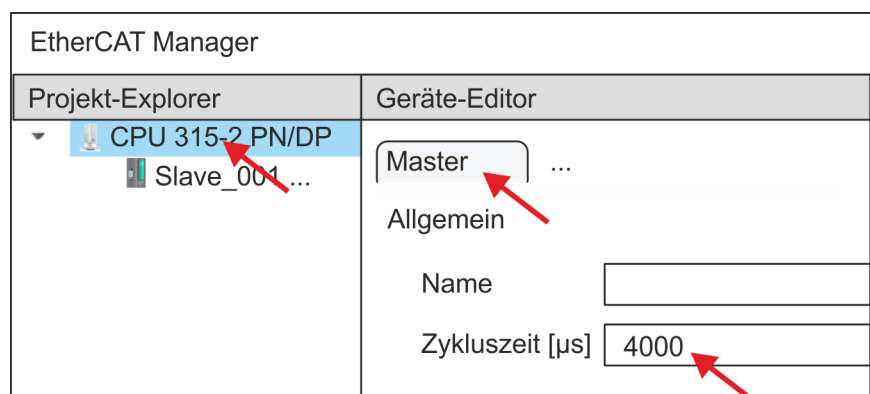 EtherCAT Manager
Projekt-Explorer
Geräte-Editor
CPU 315-2 PN/DP
Slave_001 ...
Master ...
Allgemein
Name
Zykluszeit [µs] 4000